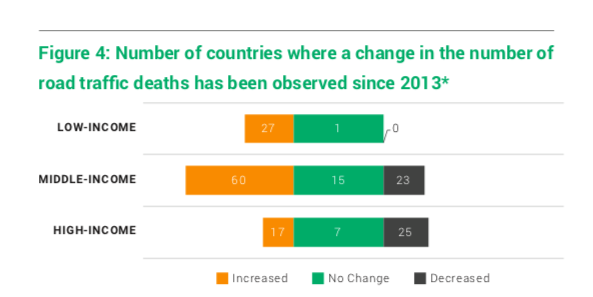 Figure 4: Number of countries where a change in the number of
road traffic deaths has been observed since 2013*
LOW-INCOME 27 1 0
MIDDLE-INCOME 60 15 23
HIGH-INCOME 17 7 25
Increased No Change Decreased